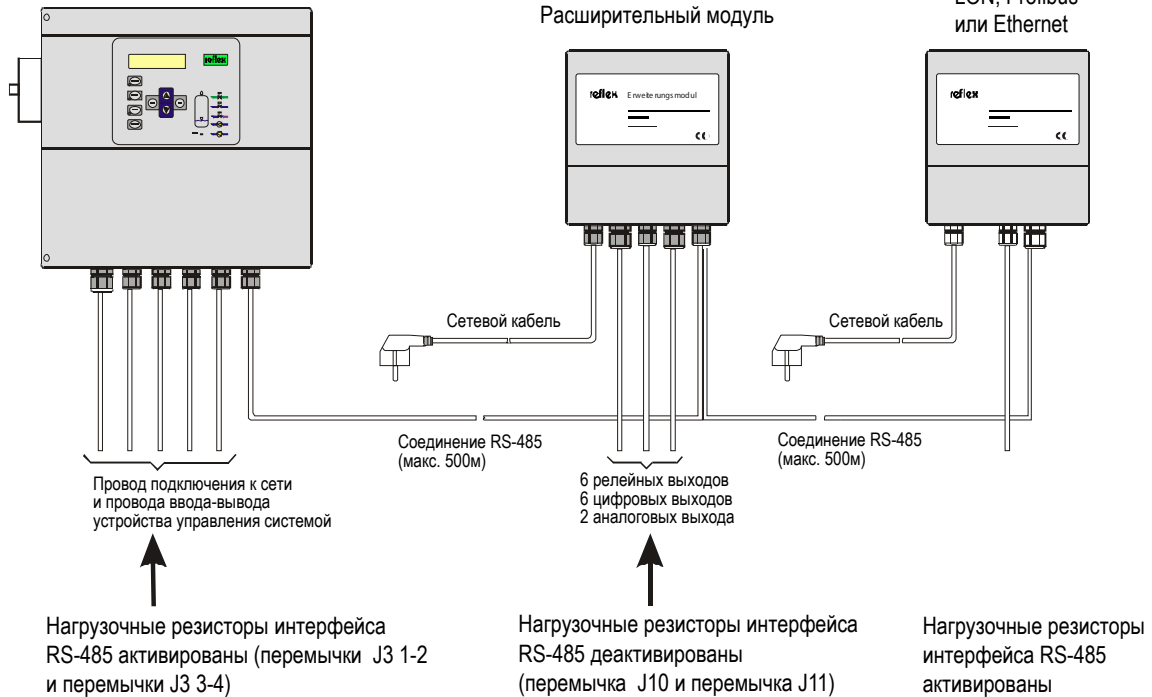 LON, Profibus
или Ethernet
Расширительный модуль
reflex
reflex Erweiterungsmodul
CE
reflex
CE
Сетевой кабель
Сетевой кабель
Соединение RS-485
(макс. 500м)
Соединение RS-485
(макс. 500м)
Провод подключения к сети
и провода ввода-вывода
устройства управления системой
6 релейных выходов
6 цифровых выходов
2 аналоговых выхода
Нагрузочные резисторы интерфейса
RS-485 активированы (перемычки J3 1-2
и перемычки J3 3-4)
Нагрузочные резисторы интерфейса
RS-485 деактивированы
(перемычка J10 и перемычка J11)
Нагрузочные резисторы
интерфейса RS-485
активированы